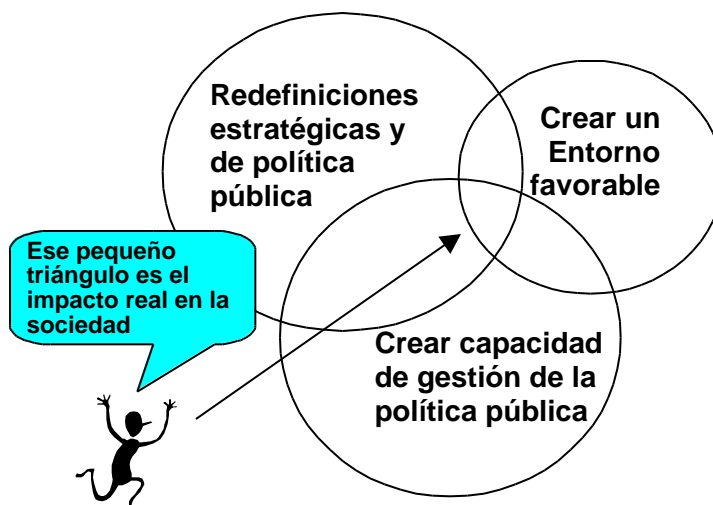 Redefiniciones
estratégicas y
de política
pública
Crear un
Entorno
favorable
Ese pequeño
triángulo es el
impacto real en la
sociedad
Crear capacidad
de gestión de la
política pública